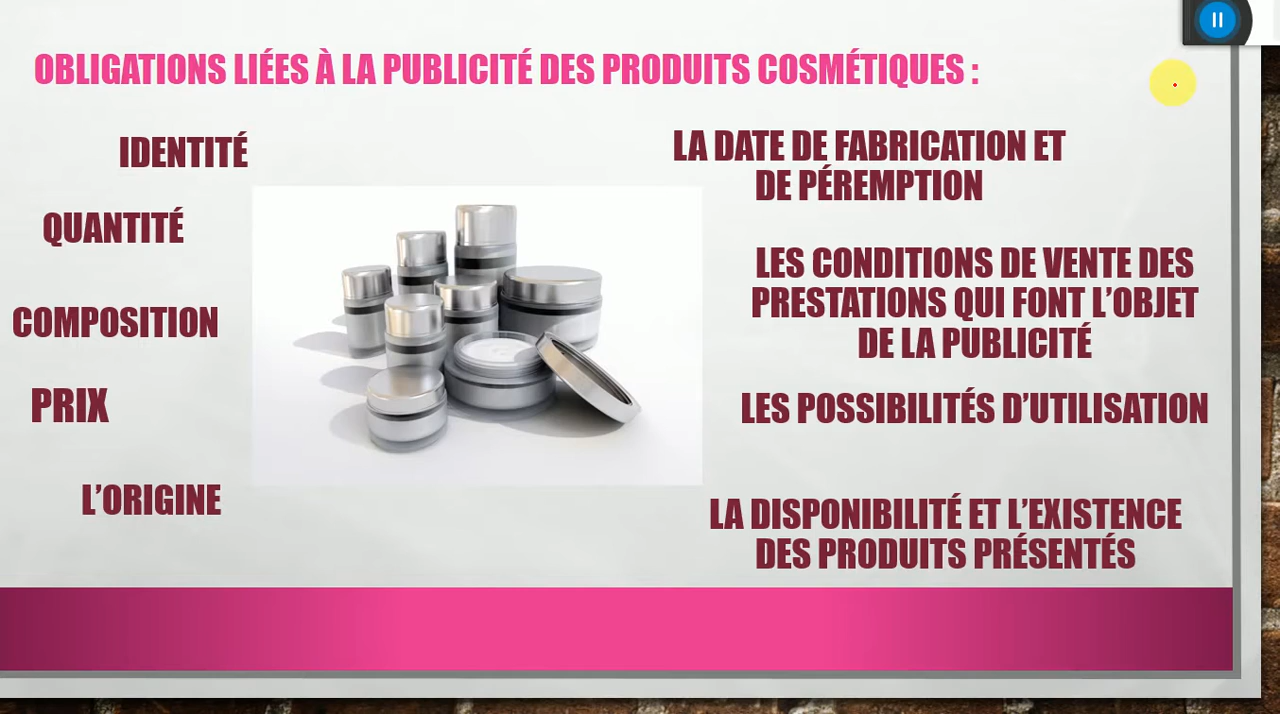 OBLIGATIONS LIÉES À LA PUBLICITÉ DES PRODUITS COSMÉTIQUES :
IDENTITÉ
QUANTITÉ
COMPOSITION
PRIX
L’ORIGINE
LA DATE DE FABRICATION ET
DE PÉREMPTION
LES CONDITIONS DE VENTE DES
PRESTATIONS QUI FONT L’OBJET
DE LA PUBLICITÉ
LES POSSIBILITÉS D’UTILISATION
LA DISPONIBILITÉ ET L’EXISTENCE
DES PRODUITS PRÉSENTÉS